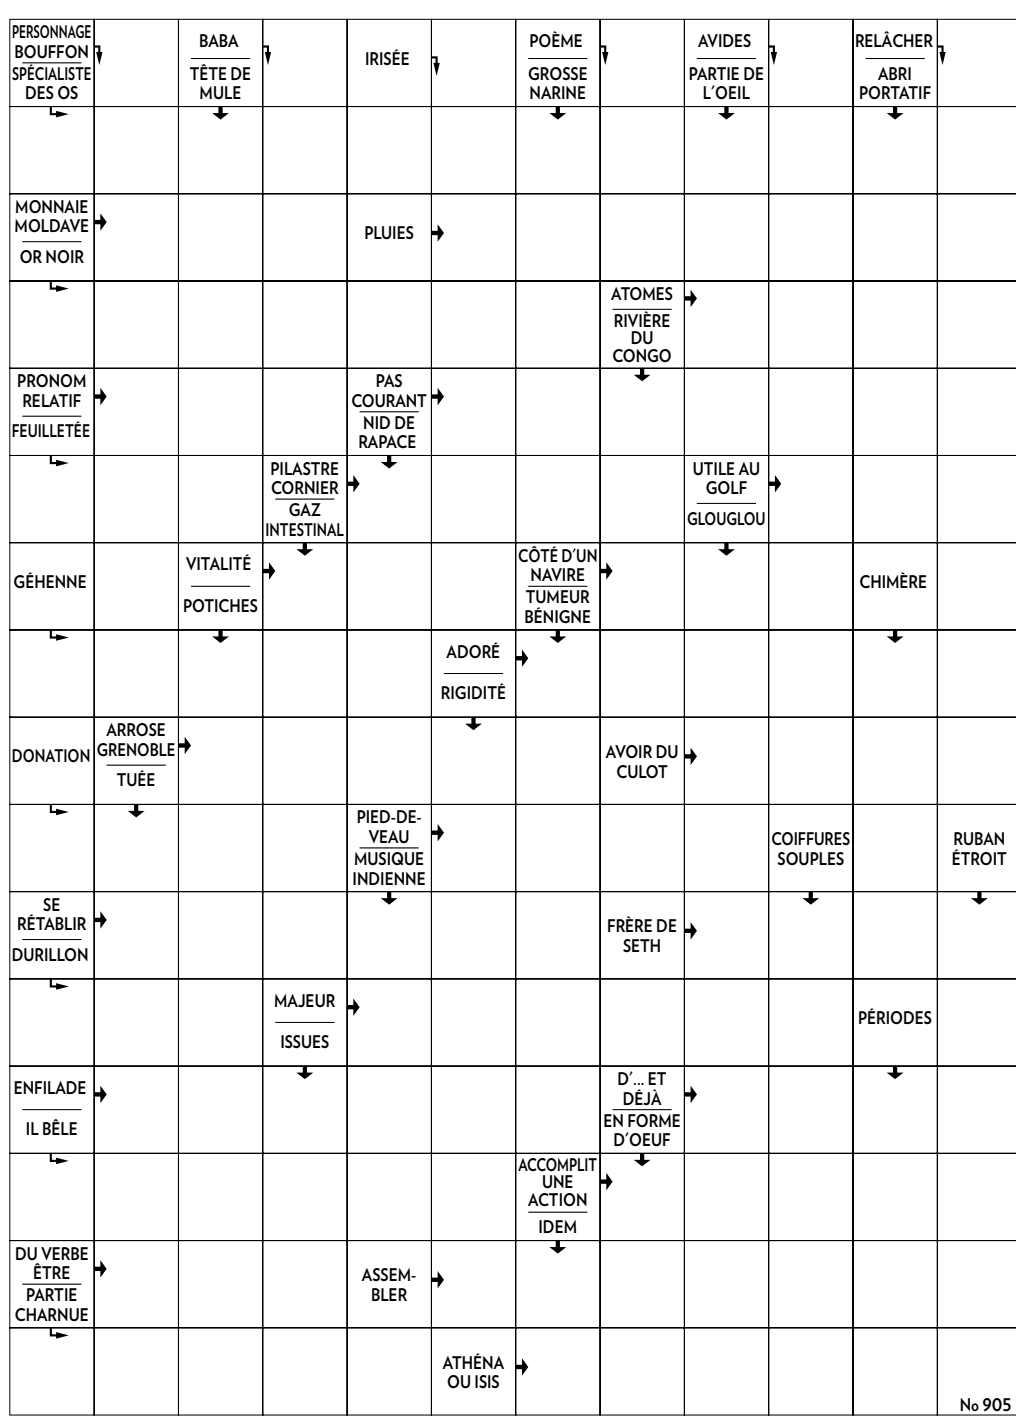 PERSONNAGE
BOUFFON
SPÉCIALISTE
DES OS
BABA
TÊTE DE
MULE
IRISÉE
POÈME
GROSSE
NARINE
AVIDES
PARTIE DE
L'OEIL
RELÂCHER
ABRI
PORTATIF
MONNAIE
MOLDAVE
OR NOIR
PLUIES
ATOMES
RIVIÈRE
DU
CONGO
PRONOM
RELATIF
FEUILLETÉE
PAS
COURANT
NID DE
RAPACE
PILASTRE
CORNIER
GAZ
INTESTINAL
UTILE AU
GOLF
GLOUGLOU
GÉHENNE
VITALITÉ
POTICHES
CÔTÉ D'UN
NAVIRE
TUMEUR
BÉNIGNE
CHIMÈRE
ADORÉ
RIGIDITÉ
DONATION
ARROSE
GRENOBLE
TUÉE
AVOIR DU
CULOT
PIED-DE-
VEAU
MUSIQUE
INDIENNE
COIFFURES
SOUPLES
RUBAN
ÉTROIT
SE
RÉTABLIR
DURILLON
FRÈRE DE
SETH
MAJEUR
ISSUES
PÉRIODES
ENFILADE
IL BÊLE
D'... ET
DÉJÀ
EN FORME
D'OEUF
ACCOMPLIT
UNE
ACTION
IDEM
DU VERBE
ÊTRE
PARTIE
CHARNUE
ASSEM-
BLER
ATHÉNA
OU ISIS
No 905